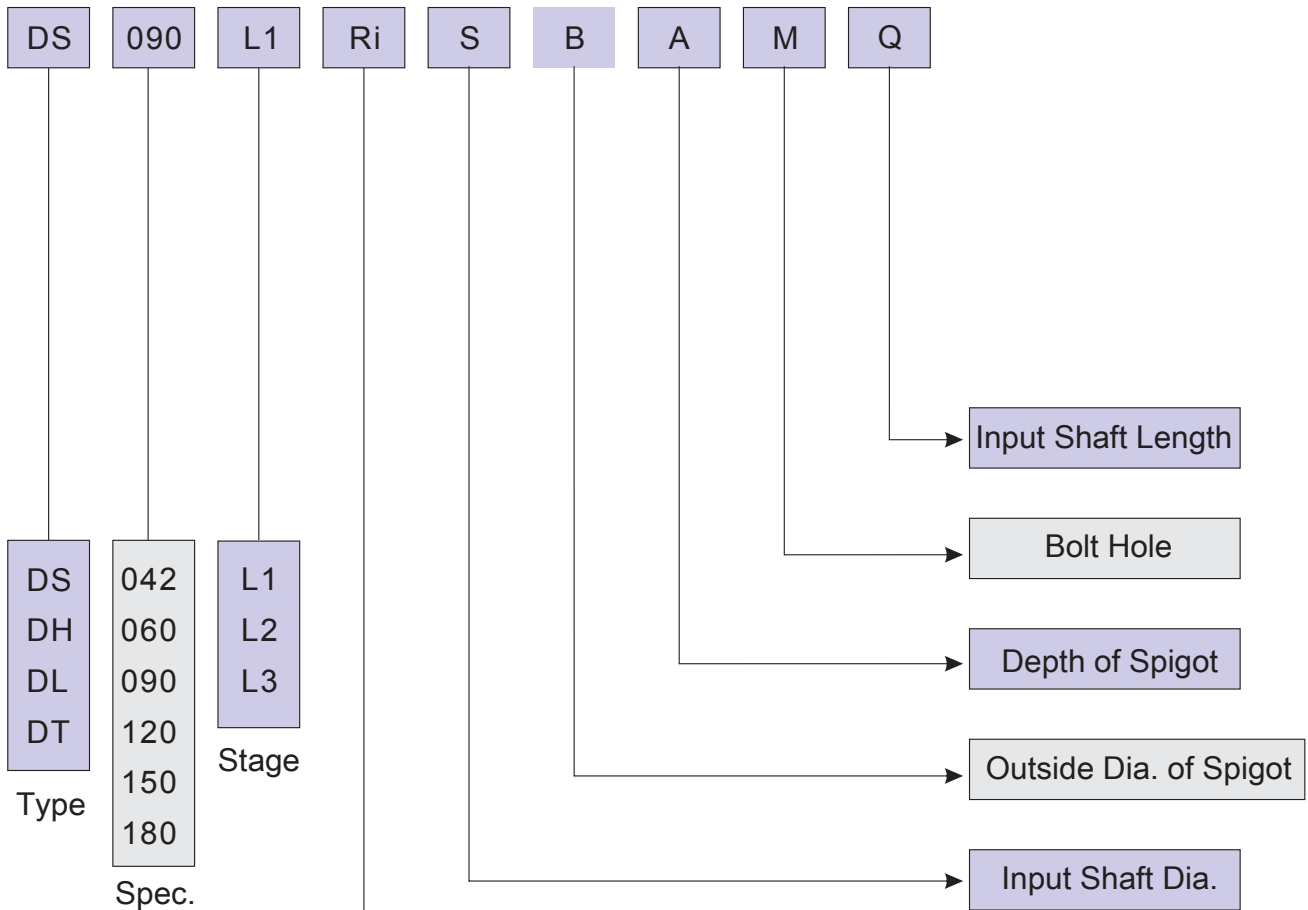 DS 090 L1 Ri S B A M Q
Input Shaft Length
Bolt Hole
Depth of Spigot
Outside Dia. of Spigot
Input Shaft Dia.
DS
DH
DL
DT
Type
042
060
090
120
150
180
Spec.
L1
L2
L3
Stage